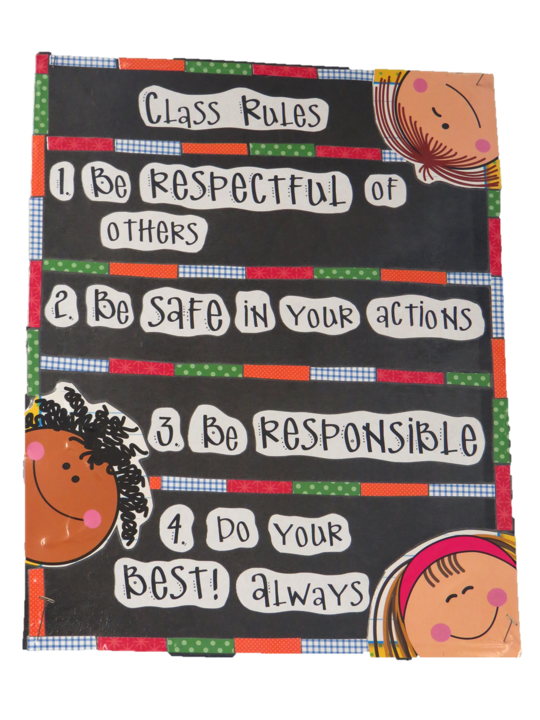 Class Rules
1. Be RESPECTFUL OF
OTHERS
2. Be Safe IN YOUR actions
3. Be RESPONSIBLE
4. DO YOUR
BEST! always